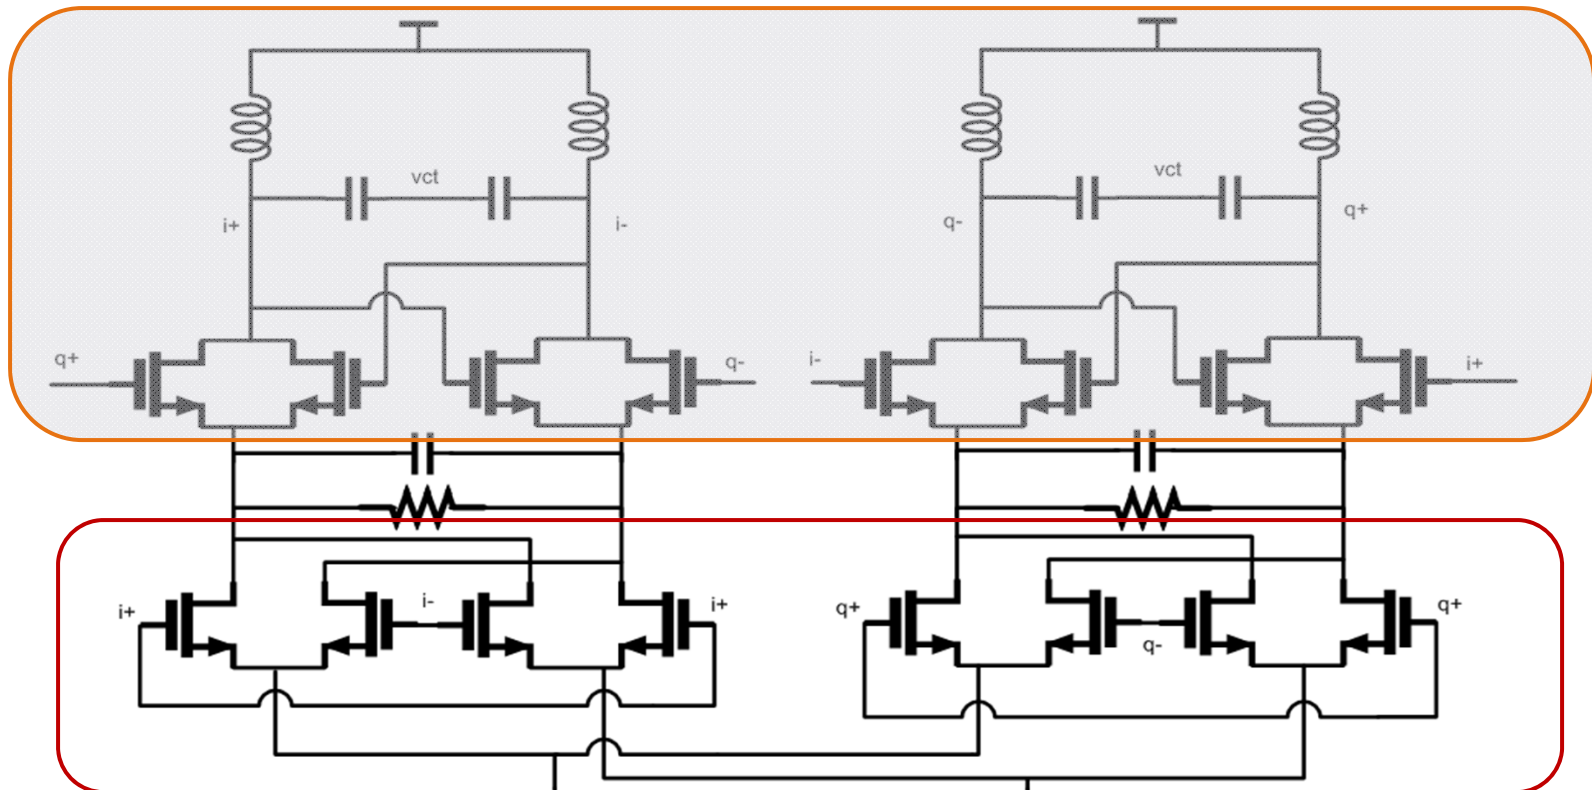 vct
vct
i+
i-
q-
q+
q+
q-
i-
i+
i+
i-
i+
q+
q-
q+